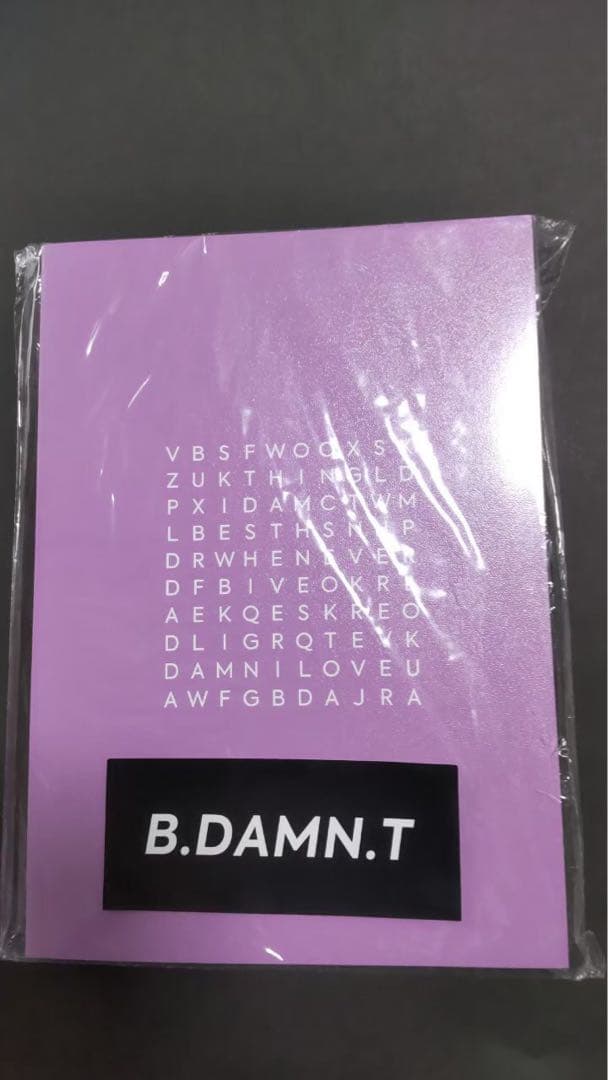 V B S F W O O X S
Z U K T H I N G L D
P X I D A M C T W M
L B E S T H S N I P
D R W H E N E V E R
D F B I V E O K R
A E K Q E S K R E O
D L I G R Q T E V K
D A M N I L O V E U
A W F G B D A J R A
B.DAMN.T